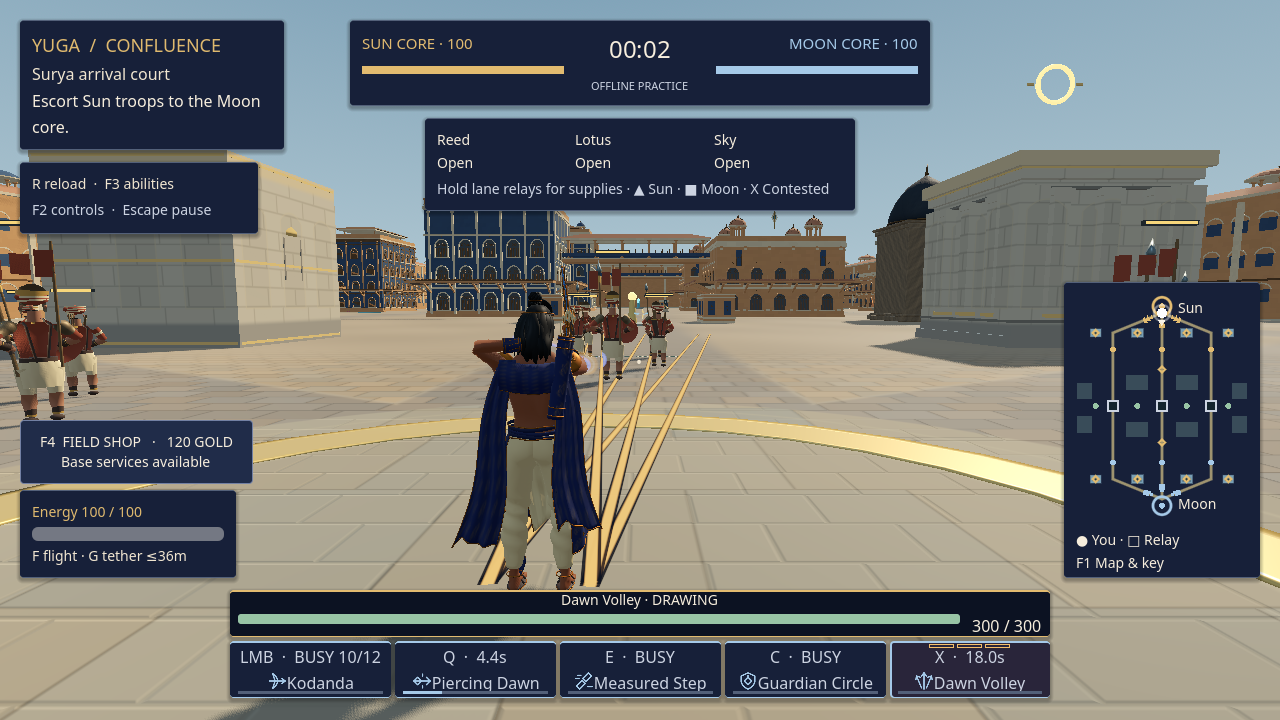 YUGA / CONFLUENCE
Surya arrival court
Escort Sun troops to the Moon
core.
R reload · F3 abilities
F2 controls · Escape pause
SUN CORE · 100
00:02
MOON CORE · 100
OFFLINE PRACTICE
Reed Lotus Sky
Open Open Open
Hold lane relays for supplies · ▲ Sun · ■ Moon · X Contested
Sun
Moon
● You · □ Relay
F1 Map & key
F4 FIELD SHOP · 120 GOLD
Base services available
Energy 100 / 100
F flight · G tether ≤36m
Dawn Volley · DRAWING
300 / 300
LMB · BUSY 10/12
Kodanda
Q · 4.4s
Piercing Dawn
E · BUSY
Measured Step
C · BUSY
Guardian Circle
X · 18.0s
Dawn Volley